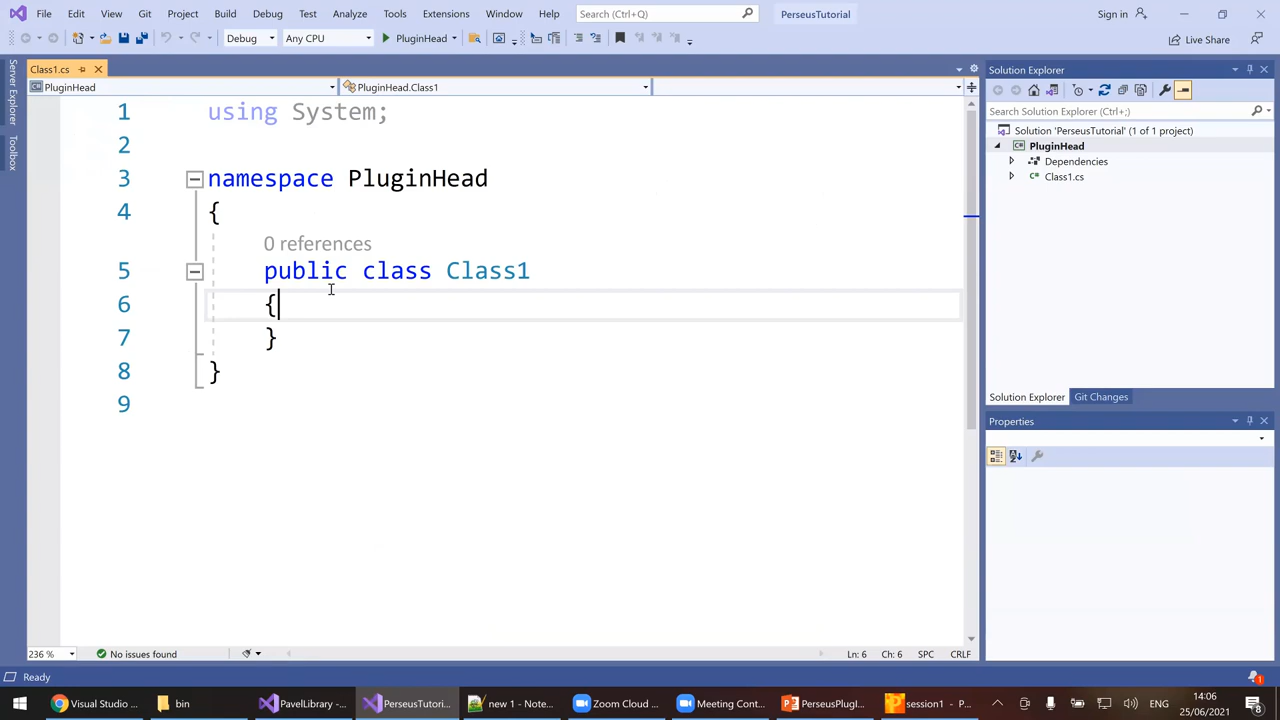 File Edit View Git Project Build Debug Test Analyze Tools Extensions Window Help Search (Ctrl+Q) PerseusTutorial Sign in
Debug Any CPU PluginHead Live Share
Class1.cs
PluginHead PluginHead.Class1
Server Explorer
Toolbox
1 using System;
2
3 namespace PluginHead
4 {
0 references
5 public class Class1
6 {
7 }
8 }
9
236 % No issues found Ln: 6 Ch: 6 SPC CRLF
Solution Explorer
Search Solution Explorer (Ctrl+;)
Solution 'PerseusTutorial' (1 of 1 project)
PluginHead
Dependencies
Class1.cs
Solution Explorer Git Changes
Properties
Ready 1
Visual Studio ... bin PavelLibrary - ... PerseusTutori... new 1 - Note... Zoom Cloud ... Meeting Cont... PerseusPlugI... session1 - P... ENG 14:06
25/06/2021 8